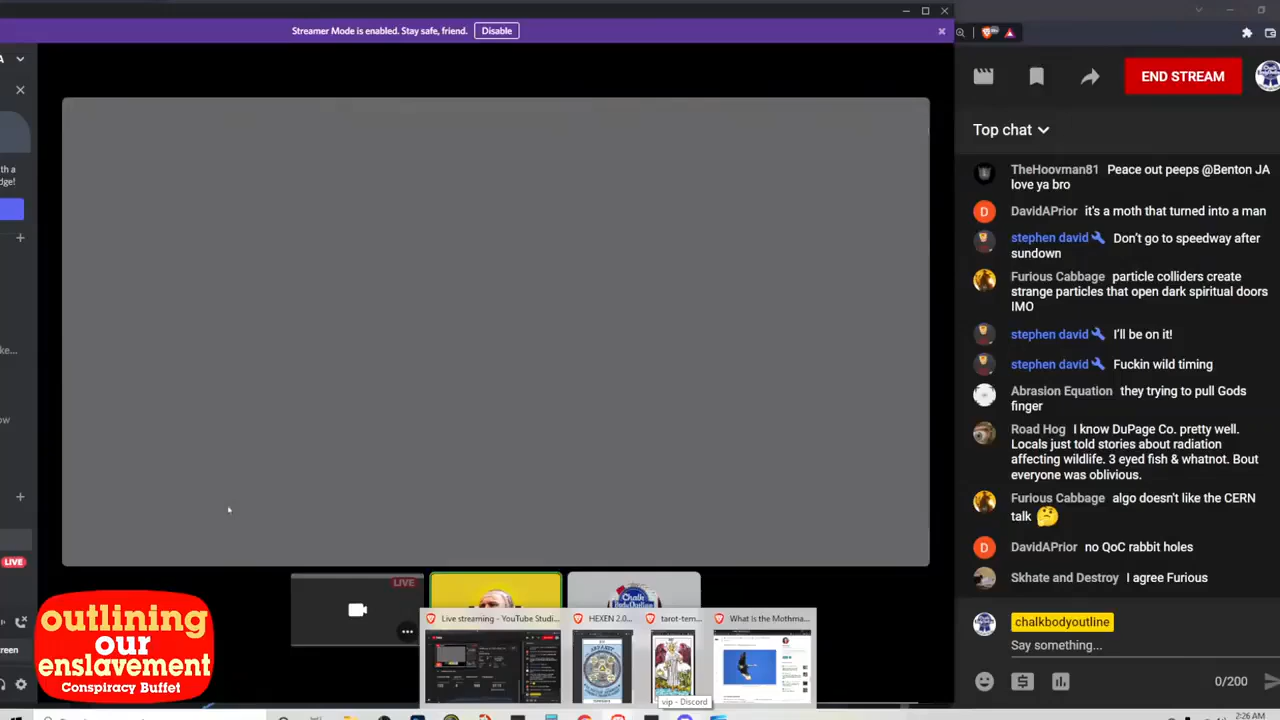 Streamer Mode is enabled. Stay safe, friend.
Disable
END STREAM
Top chat
TheHoovman81 Peace out peeps @Benton JA
love ya bro
DavidAPrior it's a moth that turned into a man
stephen david Don't go to speedway after
sundown
Furious Cabbage particle colliders create
strange particles that open dark spiritual doors
IMO
stephen david I'll be on it!
stephen david Fuckin wild timing
Abrasion Equation they trying to pull Gods
finger
Road Hog I know DuPage Co. pretty well.
Locals just told stories about radiation
affecting wildlife. 3 eyed fish & whatnot. Bout
everyone was oblivious.
Furious Cabbage algo doesn't like the CERN
talk 🤔
DavidAPrior no QoC rabbit holes
Skhate and Destroy I agree Furious
chalkbodyoutline
Say something...
0/200
LIVE
LIVE
Live streaming - YouTube Studi...
HEXEN 2.0...
tarot-tem...
What is the Mothma...
vip - Discord
outlining
our
enslavement
Conspiracy Buffet
2:26 AM